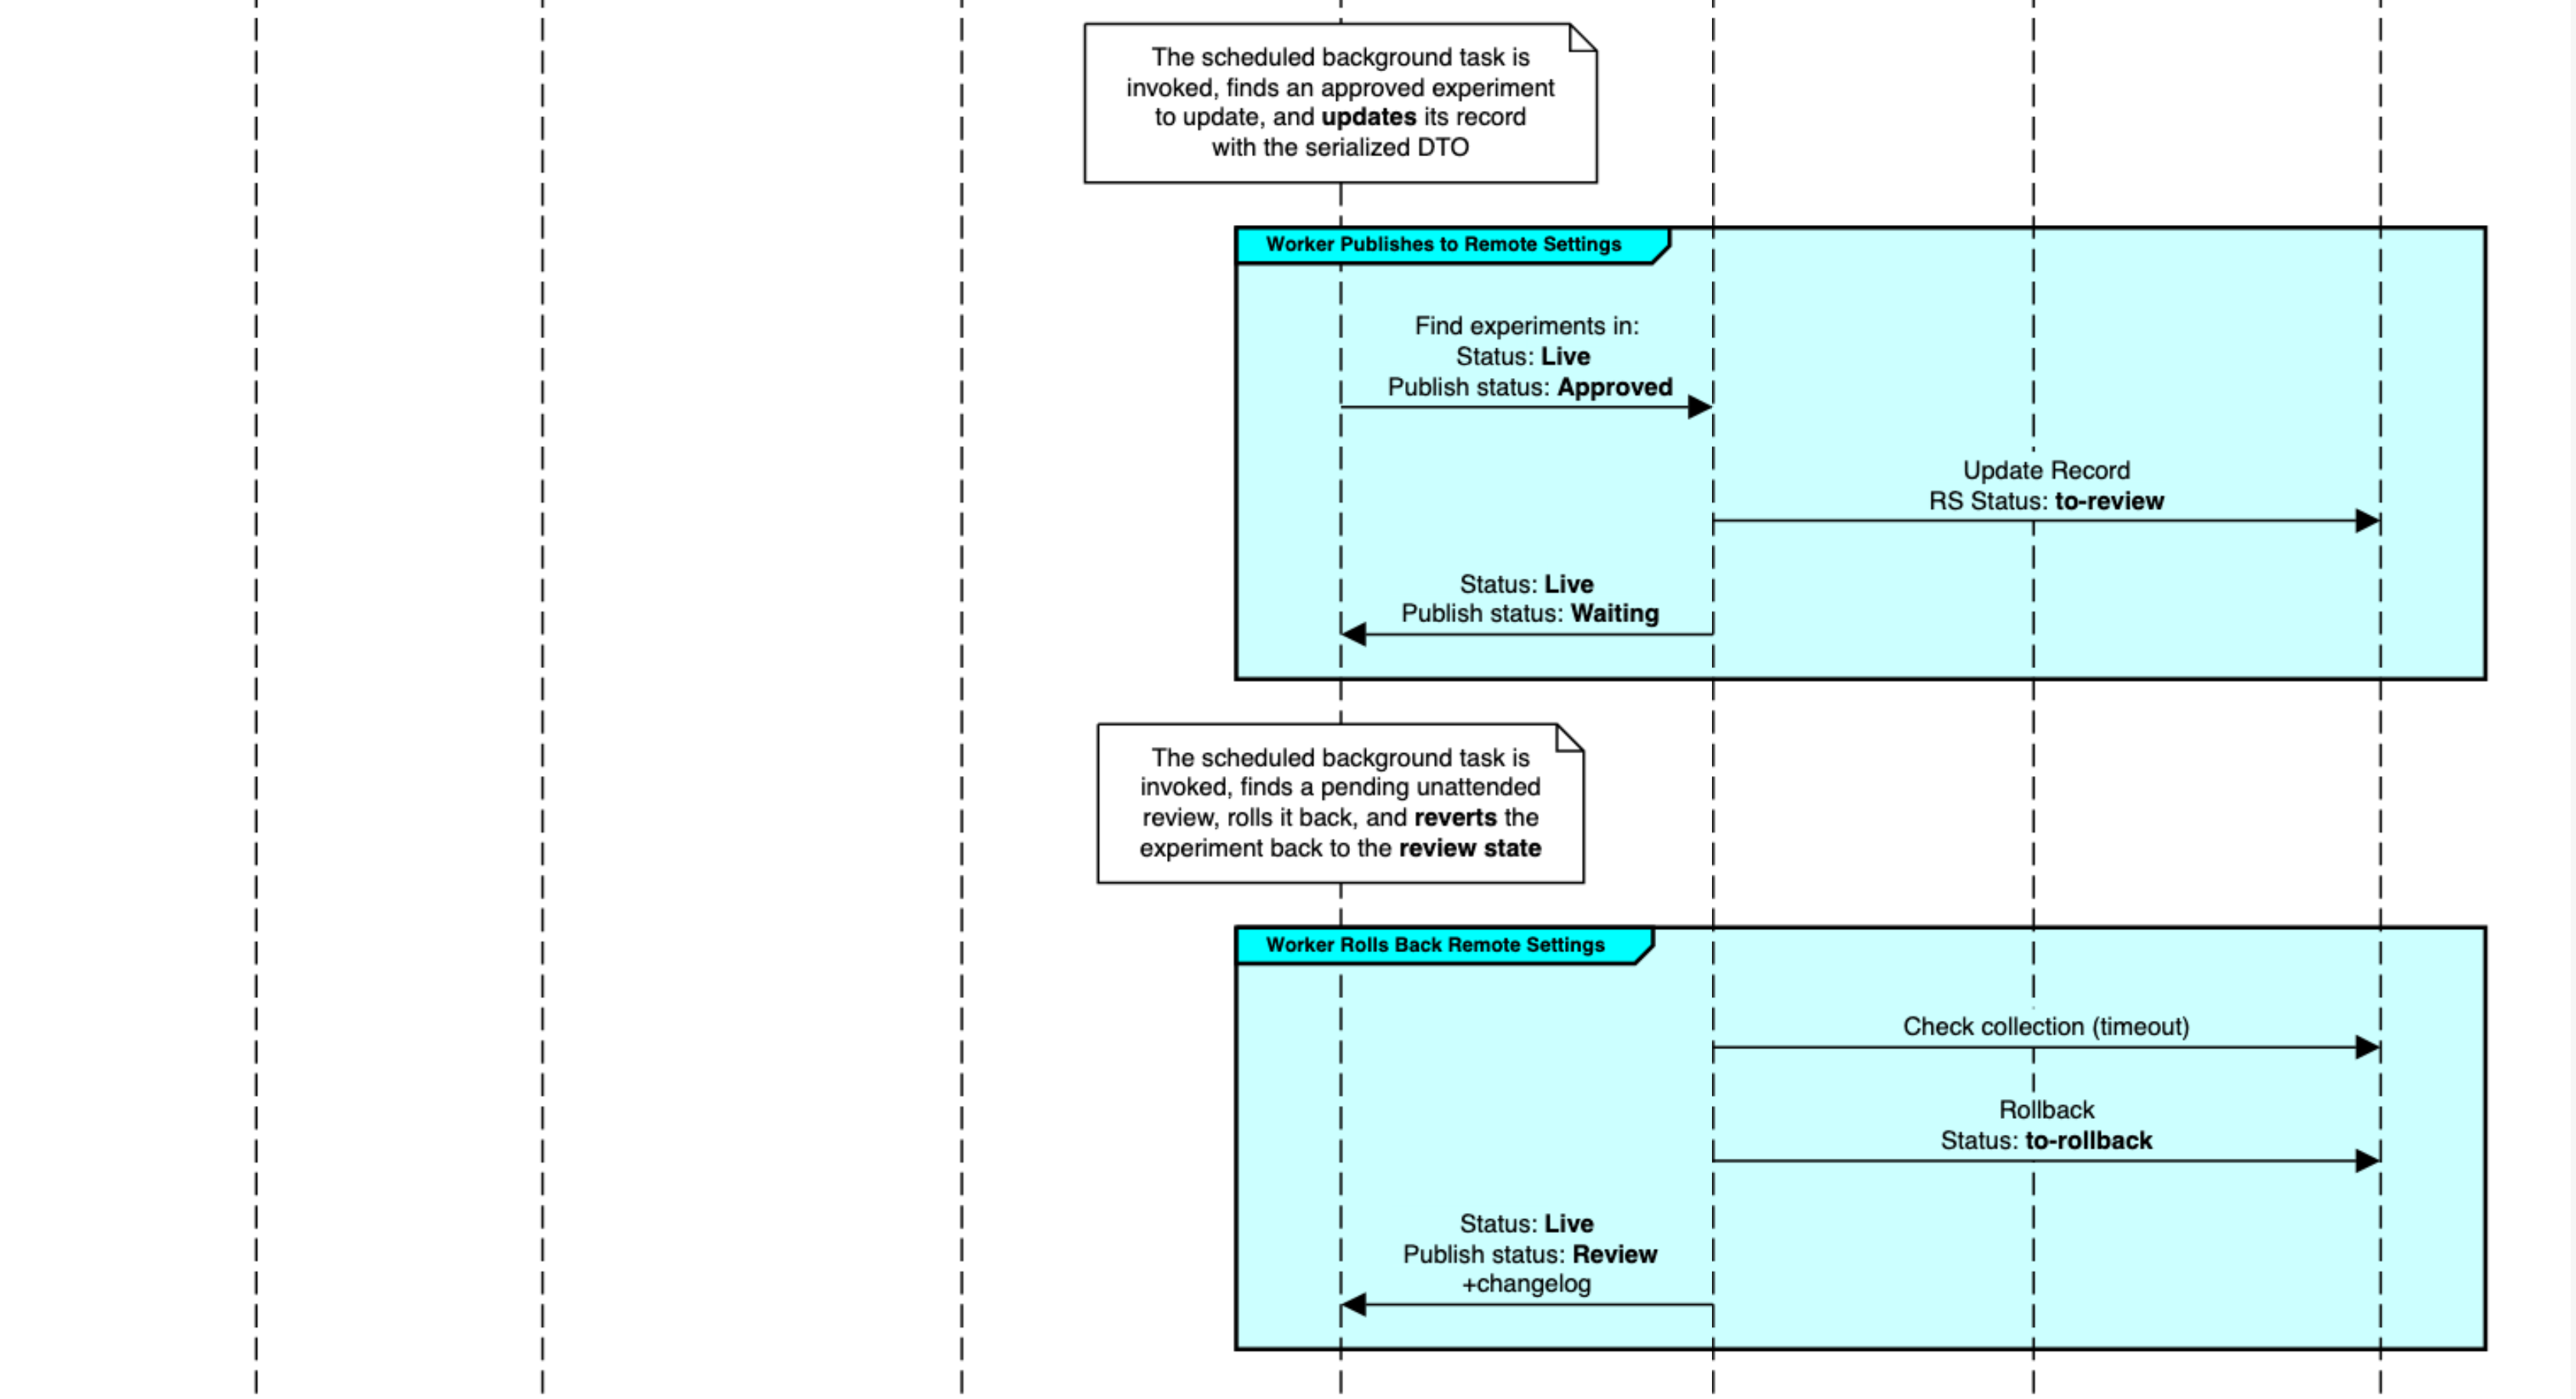 The scheduled background task is
invoked, finds an approved experiment
to update, and updates its record
with the serialized DTO
Worker Publishes to Remote Settings
Find experiments in:
Status: Live
Publish status: Approved
Update Record
RS Status: to-review
Status: Live
Publish status: Waiting
The scheduled background task is
invoked, finds a pending unattended
review, rolls it back, and reverts the
experiment back to the review state
Worker Rolls Back Remote Settings
Check collection (timeout)
Rollback
Status: to-rollback
Status: Live
Publish status: Review
+changelog